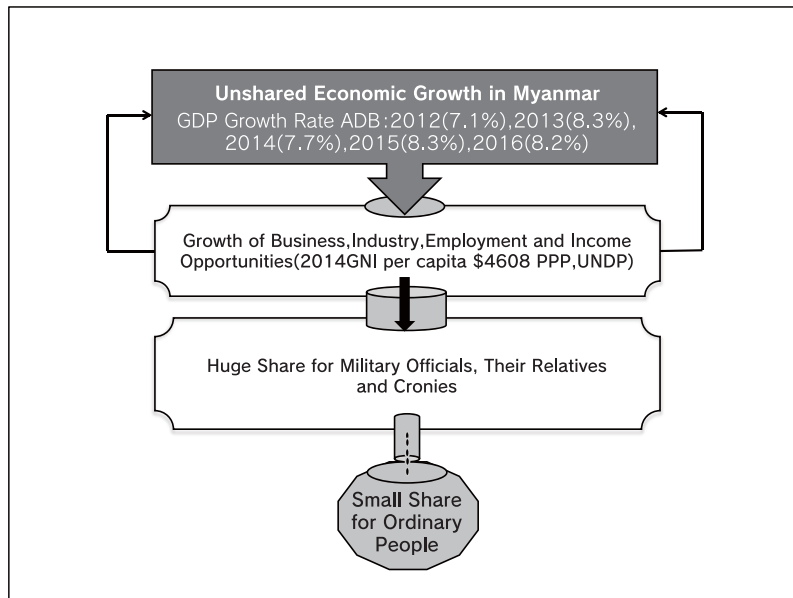 Unshared Economic Growth in Myanmar
GDP Growth Rate ADB:2012(7.1%),2013(8.3%),
2014(7.7%),2015(8.3%),2016(8.2%)
Growth of Business,Industry,Employment and Income
Opportunities(2014GNI per capita $4608 PPP,UNDP)
Huge Share for Military Officials, Their Relatives
and Cronies
Small Share
for Ordinary
People